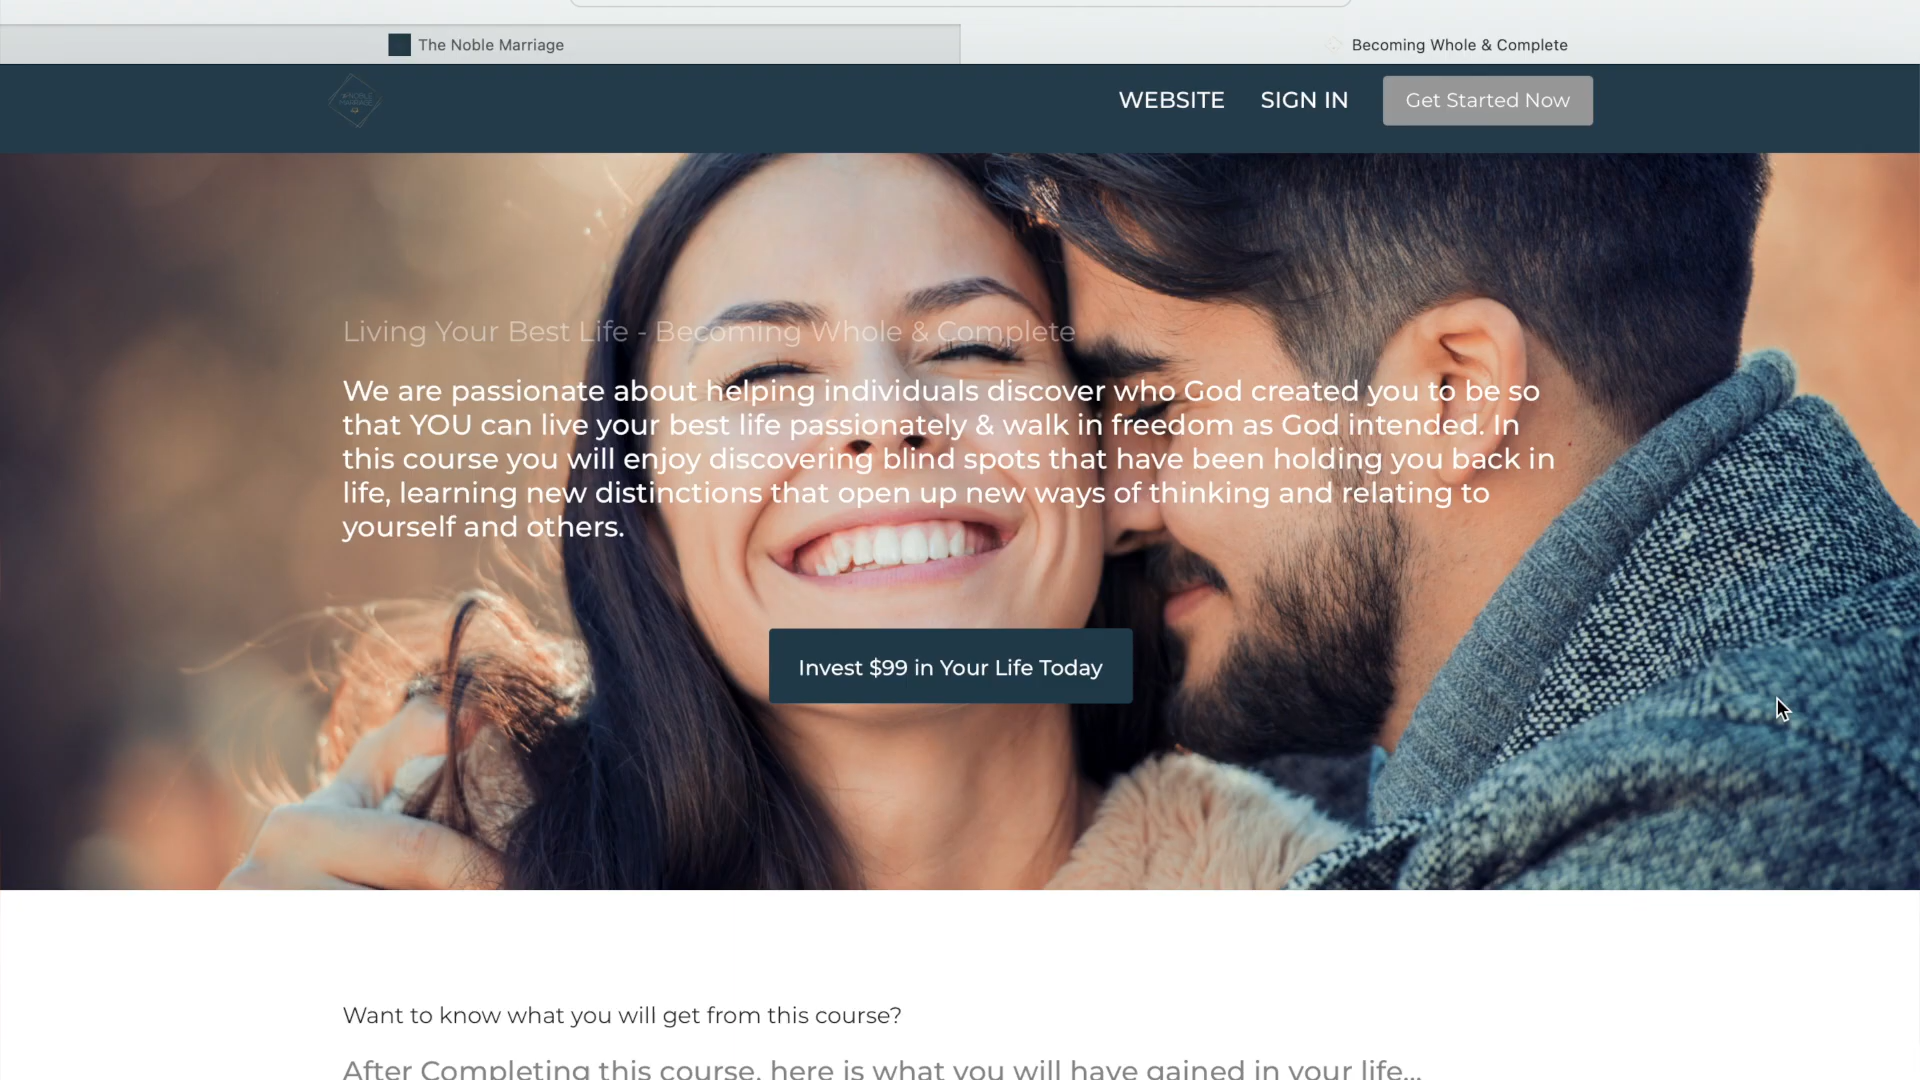 The Noble Marriage
Becoming Whole & Complete
WEBSITE
SIGN IN
Get Started Now
Living Your Best Life - Becoming Whole & Complete
We are passionate about helping individuals discover who God created you to be so
that YOU can live your best life passionately & walk in freedom as God intended. In
this course you will enjoy discovering blind spots that have been holding you back in
life, learning new distinctions that open up new ways of thinking and relating to
yourself and others.
Invest $99 in Your Life Today
Want to know what you will get from this course?
After Completing this course, here is what you will have gained in your life...